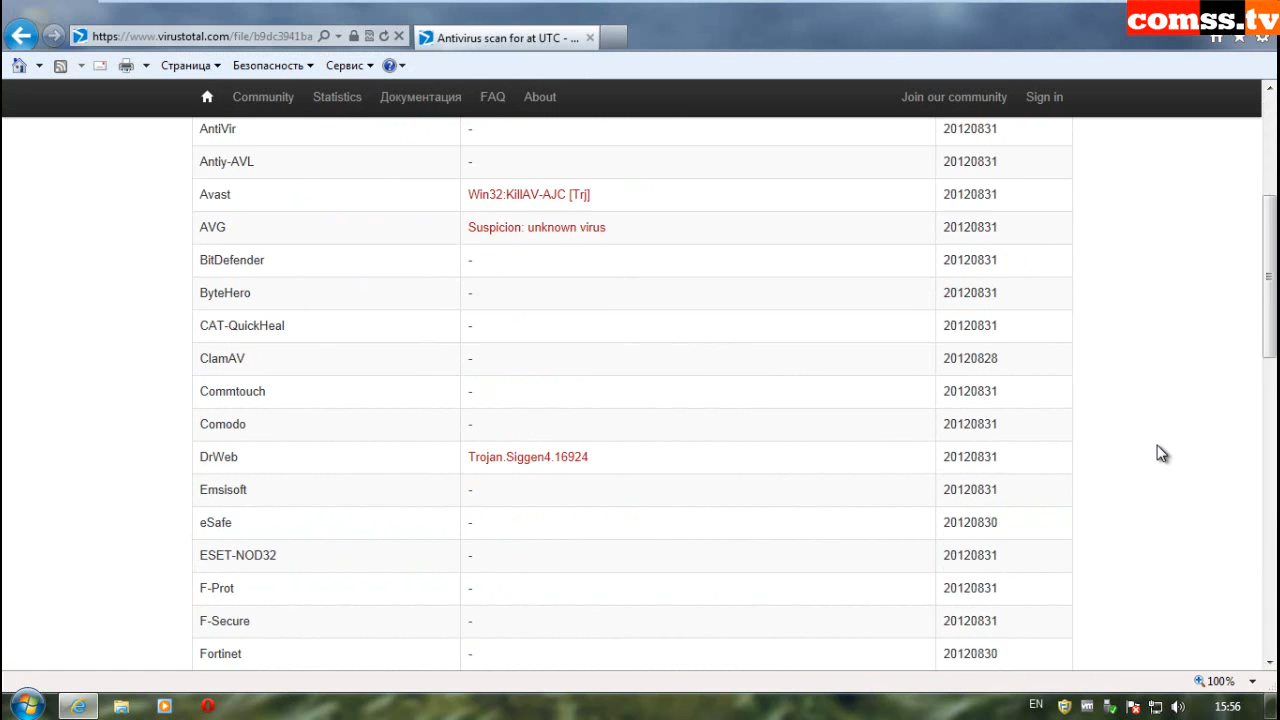 comss.tv
https://www.virustotal.com/file/b9dc3941ba
Antivirus scan for at UTC - ...
Страница Безопасность Сервис
Community Statistics Документация FAQ About Join our community Sign in
AntiVir - 20120831
Antiy-AVL - 20120831
Avast Win32:KillAV-AJC [Trj] 20120831
AVG Suspicion: unknown virus 20120831
BitDefender - 20120831
ByteHero - 20120831
CAT-QuickHeal - 20120831
ClamAV - 20120828
Commtouch - 20120831
Comodo - 20120831
DrWeb Trojan.Siggen4.16924 20120831
Emsisoft - 20120831
eSafe - 20120830
ESET-NOD32 - 20120831
F-Prot - 20120831
F-Secure - 20120831
Fortinet - 20120830
100%
EN 15:56